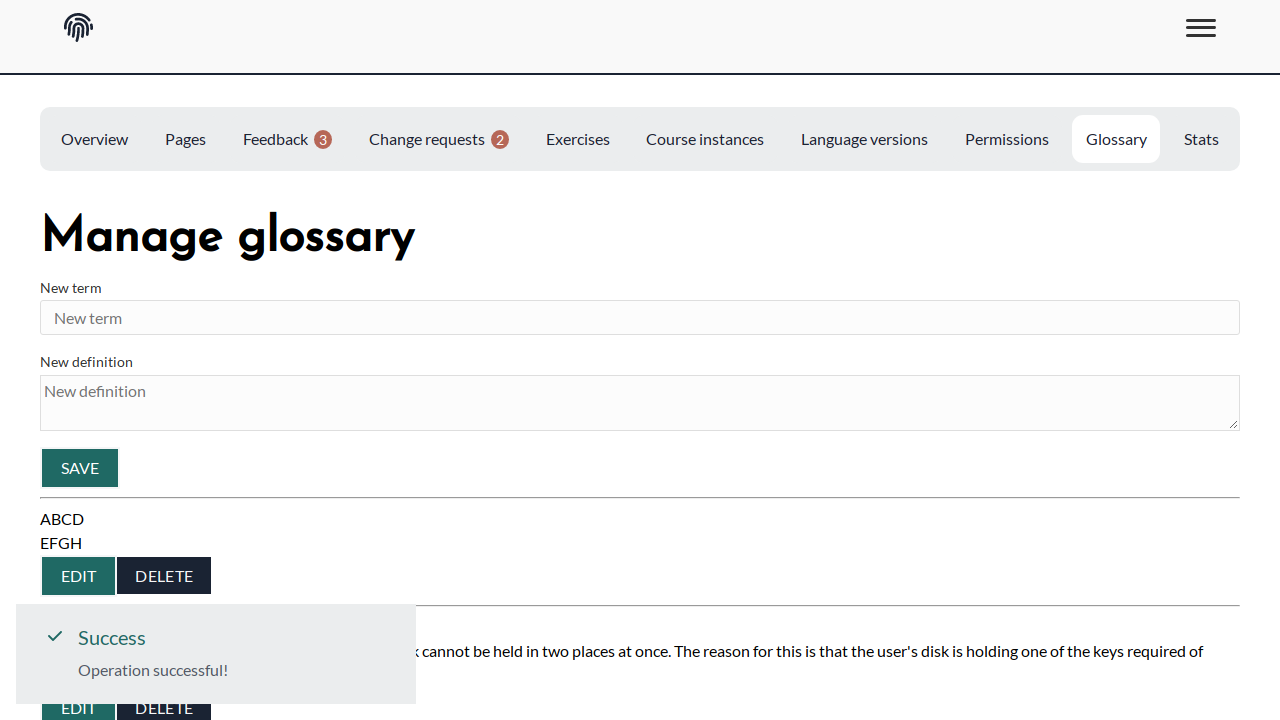 Overview Pages Feedback 3 Change requests 2 Exercises Course instances Language versions Permissions Glossary Stats
Manage glossary
New term
New term
New definition
New definition
SAVE
ABCD
EFGH
EDIT DELETE
cannot be held in two places at once. The reason for this is that the user's disk is holding one of the keys required of
Success
Operation successful!
EDIT DELETE